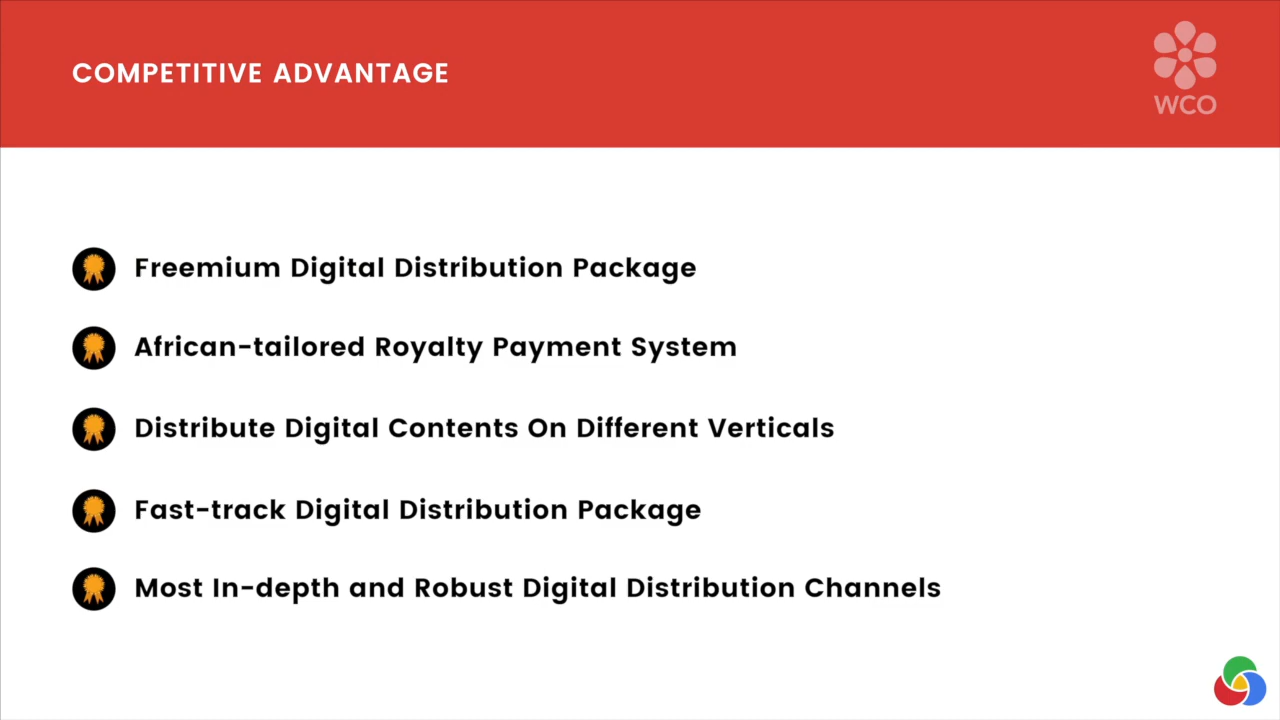 COMPETITIVE ADVANTAGE
WCO
Freemium Digital Distribution Package
African-tailored Royalty Payment System
Distribute Digital Contents On Different Verticals
Fast-track Digital Distribution Package
Most In-depth and Robust Digital Distribution Channels